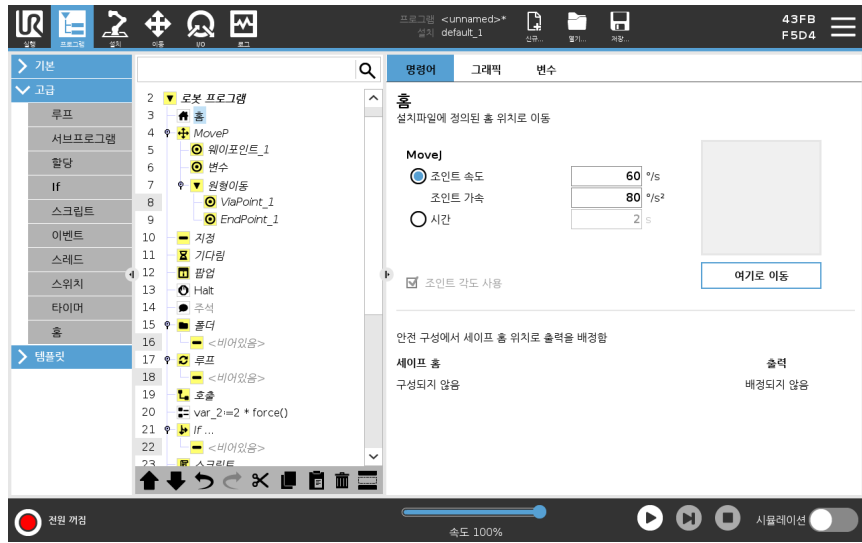 UR
실행
프로그램
설치
이동
I/O
로그
프로그램 <unnamed>*
설치 default_1
신규...
열기...
저장...
43FB
F5D4
기본
고급
루프
서브프로그램
할당
If
스크립트
이벤트
스레드
스위치
타이머
홈
템플릿
2 로봇 프로그램
3 홈
4 MoveP
5 웨이포인트_1
6 변수
7 원형이동
8 ViaPoint_1
9 EndPoint_1
10 지정
11 기다림
12 팝업
13 Halt
14 주석
15 폴더
16 <비어있음>
17 루프
18 <비어있음>
19 호출
20 var_2≔2 * force()
21 If ...
22 <비어있음>
23 스크립트
명령어 그래픽 변수
홈
설치파일에 정의된 홈 위치로 이동
MoveJ
조인트 속도 60 °/s
조인트 가속 80 °/s²
시간 2 s
조인트 각도 사용
여기로 이동
안전 구성에서 세이프 홈 위치로 출력을 배정함
세이프 홈 출력
구성되지 않음 배정되지 않음
전원 꺼짐
속도 100%
시뮬레이션